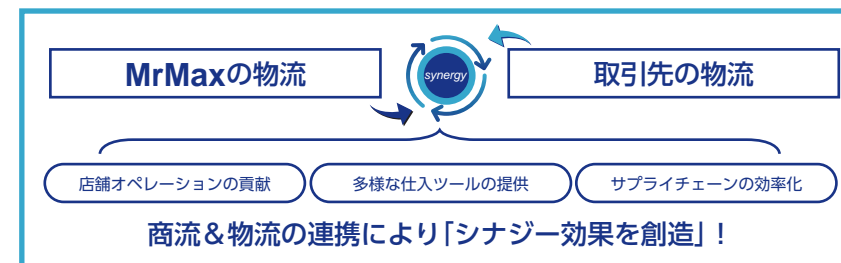 MrMaxの物流
synergy
取引先の物流
店舗オペレーションの貢献
多様な仕入ツールの提供
サプライチェーンの効率化
商流&物流の連携により「シナジー効果を創造」!